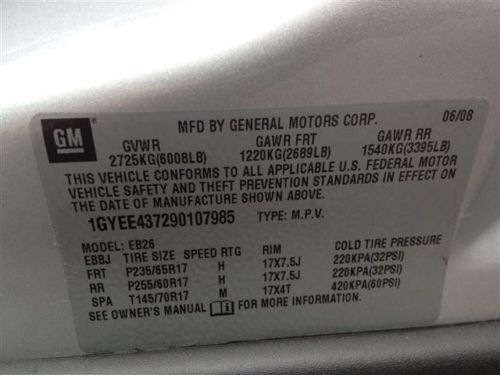 GM
MFD BY GENERAL MOTORS CORP. 06/08
GVWR GAWR FRT GAWR RR
2725KG(6008LB) 1220KG(2689LB) 1540KG(3395LB)
THIS VEHICLE CONFORMS TO ALL APPLICABLE U.S. FEDERAL MOTOR
VEHICLE SAFETY AND THEFT PREVENTION STANDARDS IN EFFECT ON
THE DATE OF MANUFACTURE SHOWN ABOVE.
1GYEE437290107985 TYPE: M.P.V.
MODEL: EB26
EBBJ TIRE SIZE SPEED RTG RIM COLD TIRE PRESSURE
FRT P235/65R17 H 17X7.5J 220KPA(32PSI)
RR P255/60R17 H 17X7.5J 220KPA(32PSI)
SPA T145/70R17 M 17X4T 420KPA(60PSI)
SEE OWNER'S MANUAL FOR MORE INFORMATION.